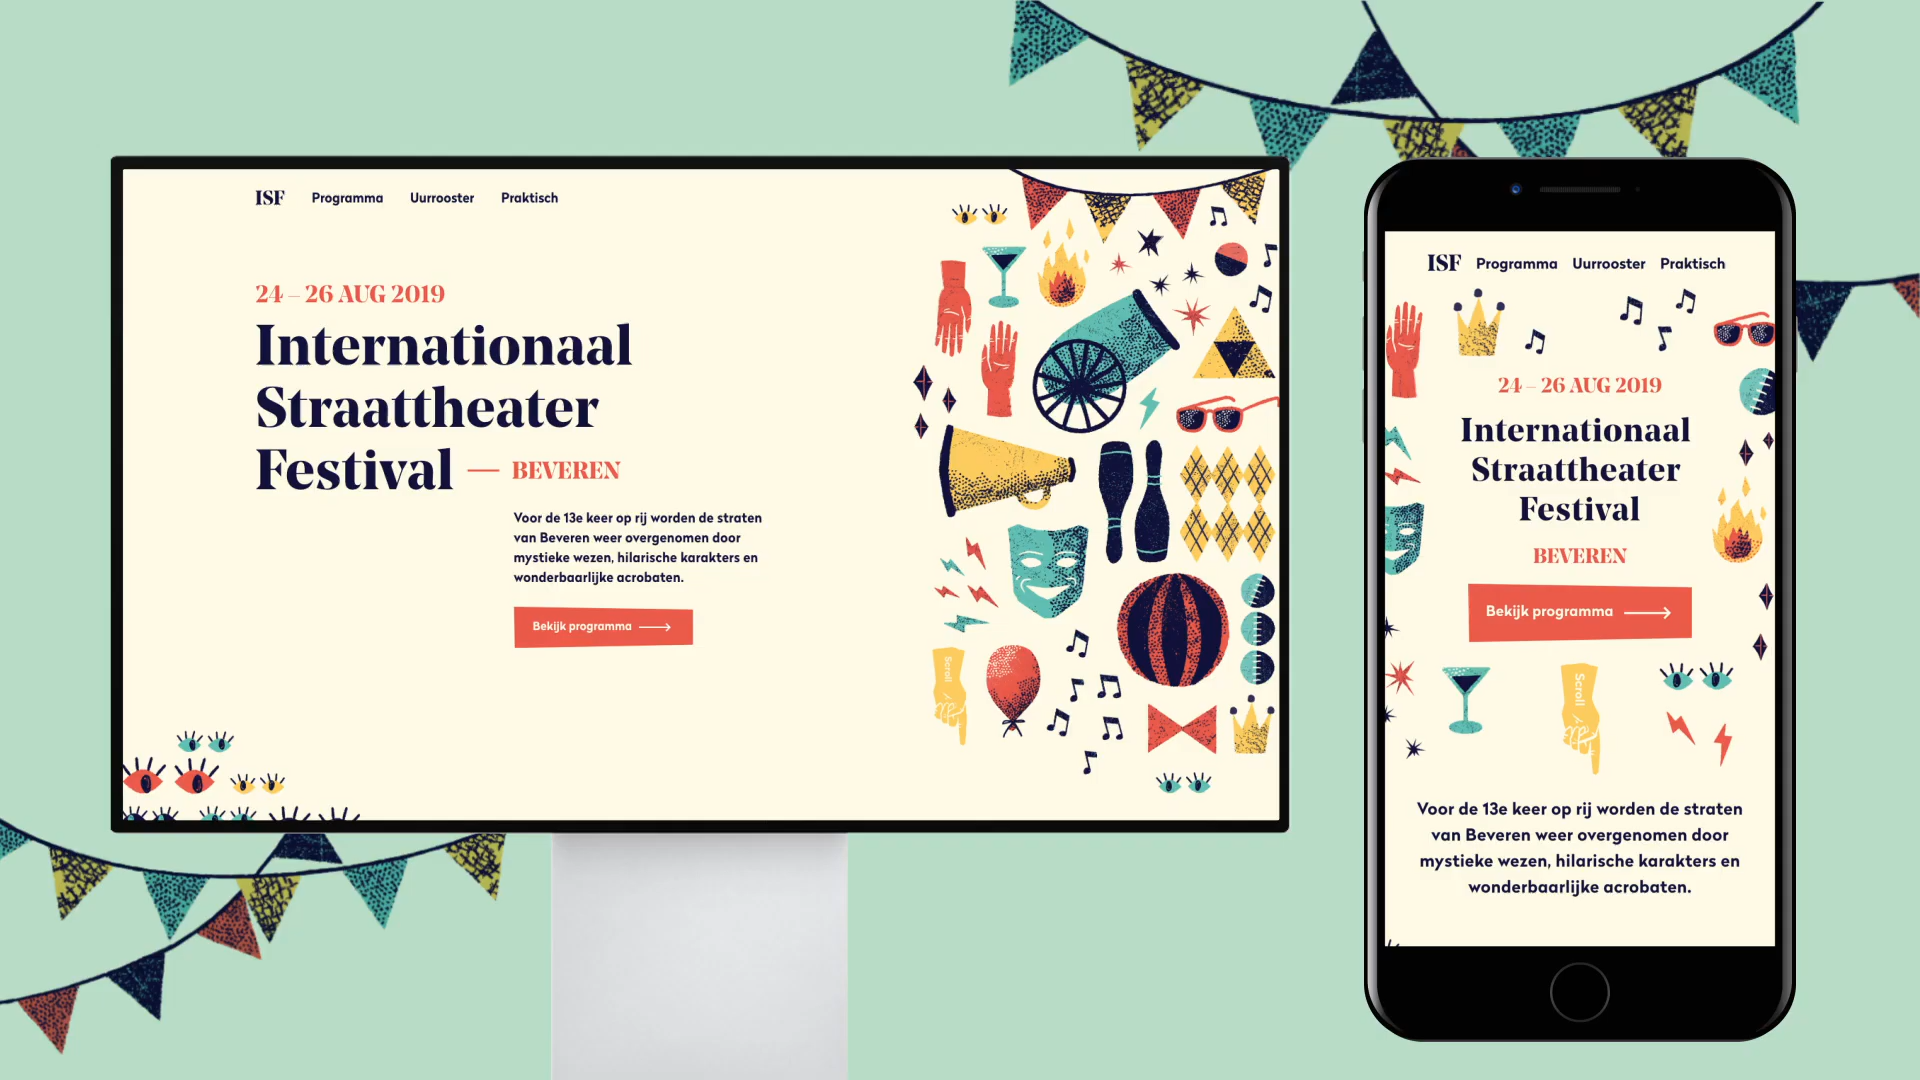 ISF Programma Uurrooster Praktisch
24 – 26 AUG 2019
Internationaal
Straattheater
Festival — BEVEREN
Voor de 13e keer op rij worden de straten
van Beveren weer overgenomen door
mystieke wezen, hilarische karakters en
wonderbaarlijke acrobaten.
Bekijk programma
Scroll
ISF Programma Uurrooster Praktisch
24 – 26 AUG 2019
Internationaal
Straattheater
Festival
BEVEREN
Bekijk programma
Scroll
Voor de 13e keer op rij worden de straten
van Beveren weer overgenomen door
mystieke wezen, hilarische karakters en
wonderbaarlijke acrobaten.